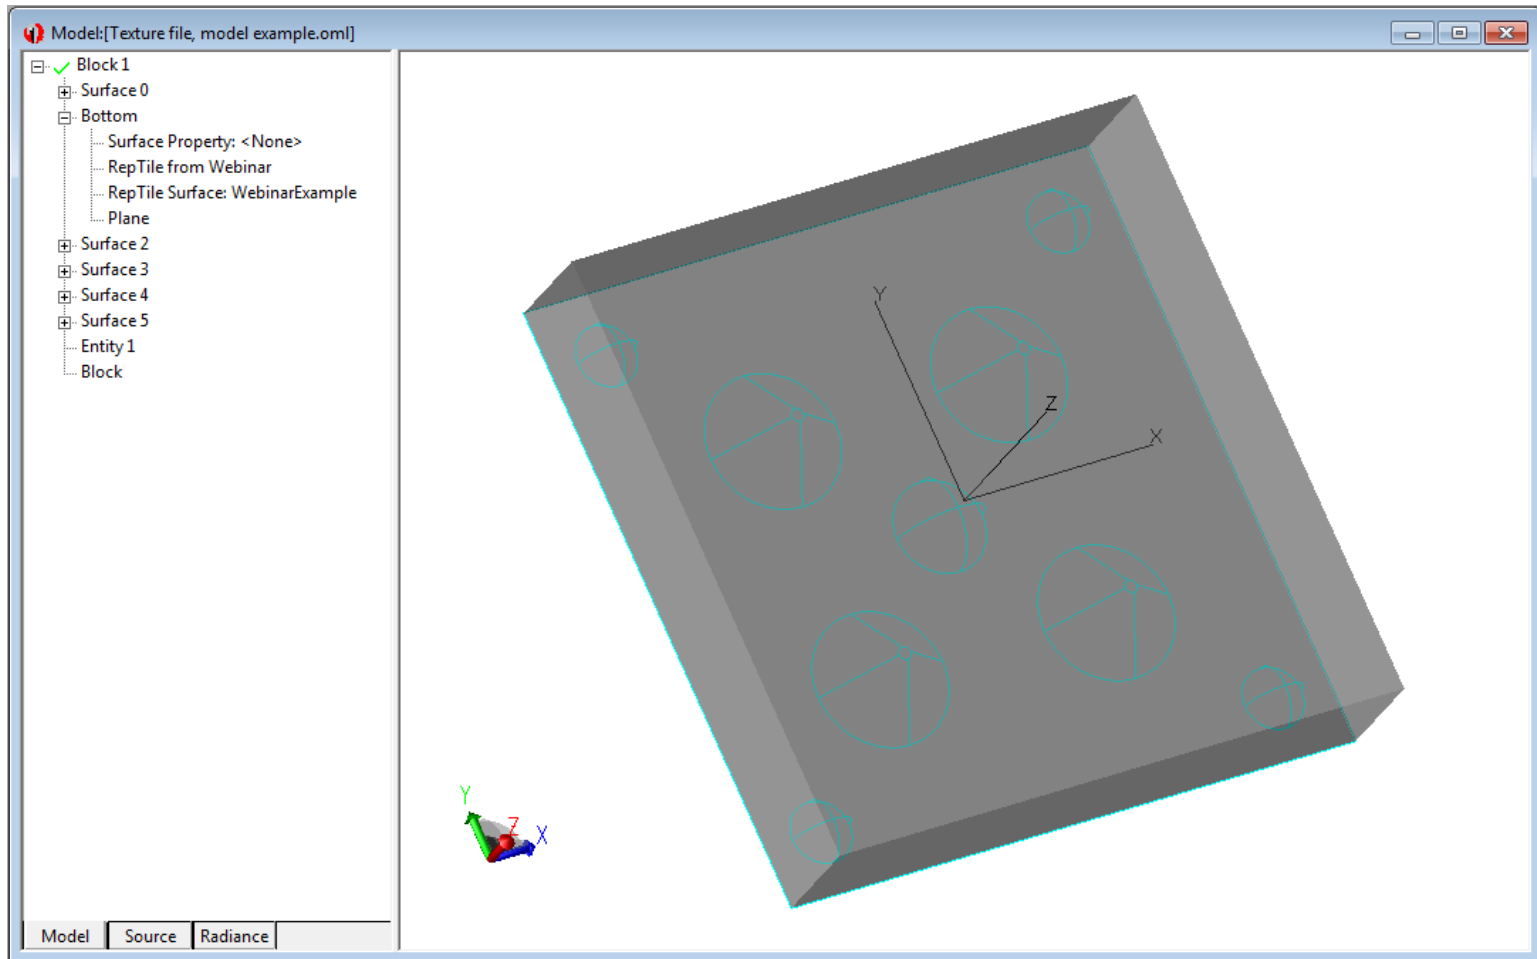 Model:[Texture file, model example.oml]
Block 1
Surface 0
Bottom
Surface Property: <None>
RepTile from Webinar
RepTile Surface: WebinarExample
Plane
Surface 2
Surface 3
Surface 4
Surface 5
Entity 1
Block
Y
Z
X
Y
Z
X
Model Source Radiance